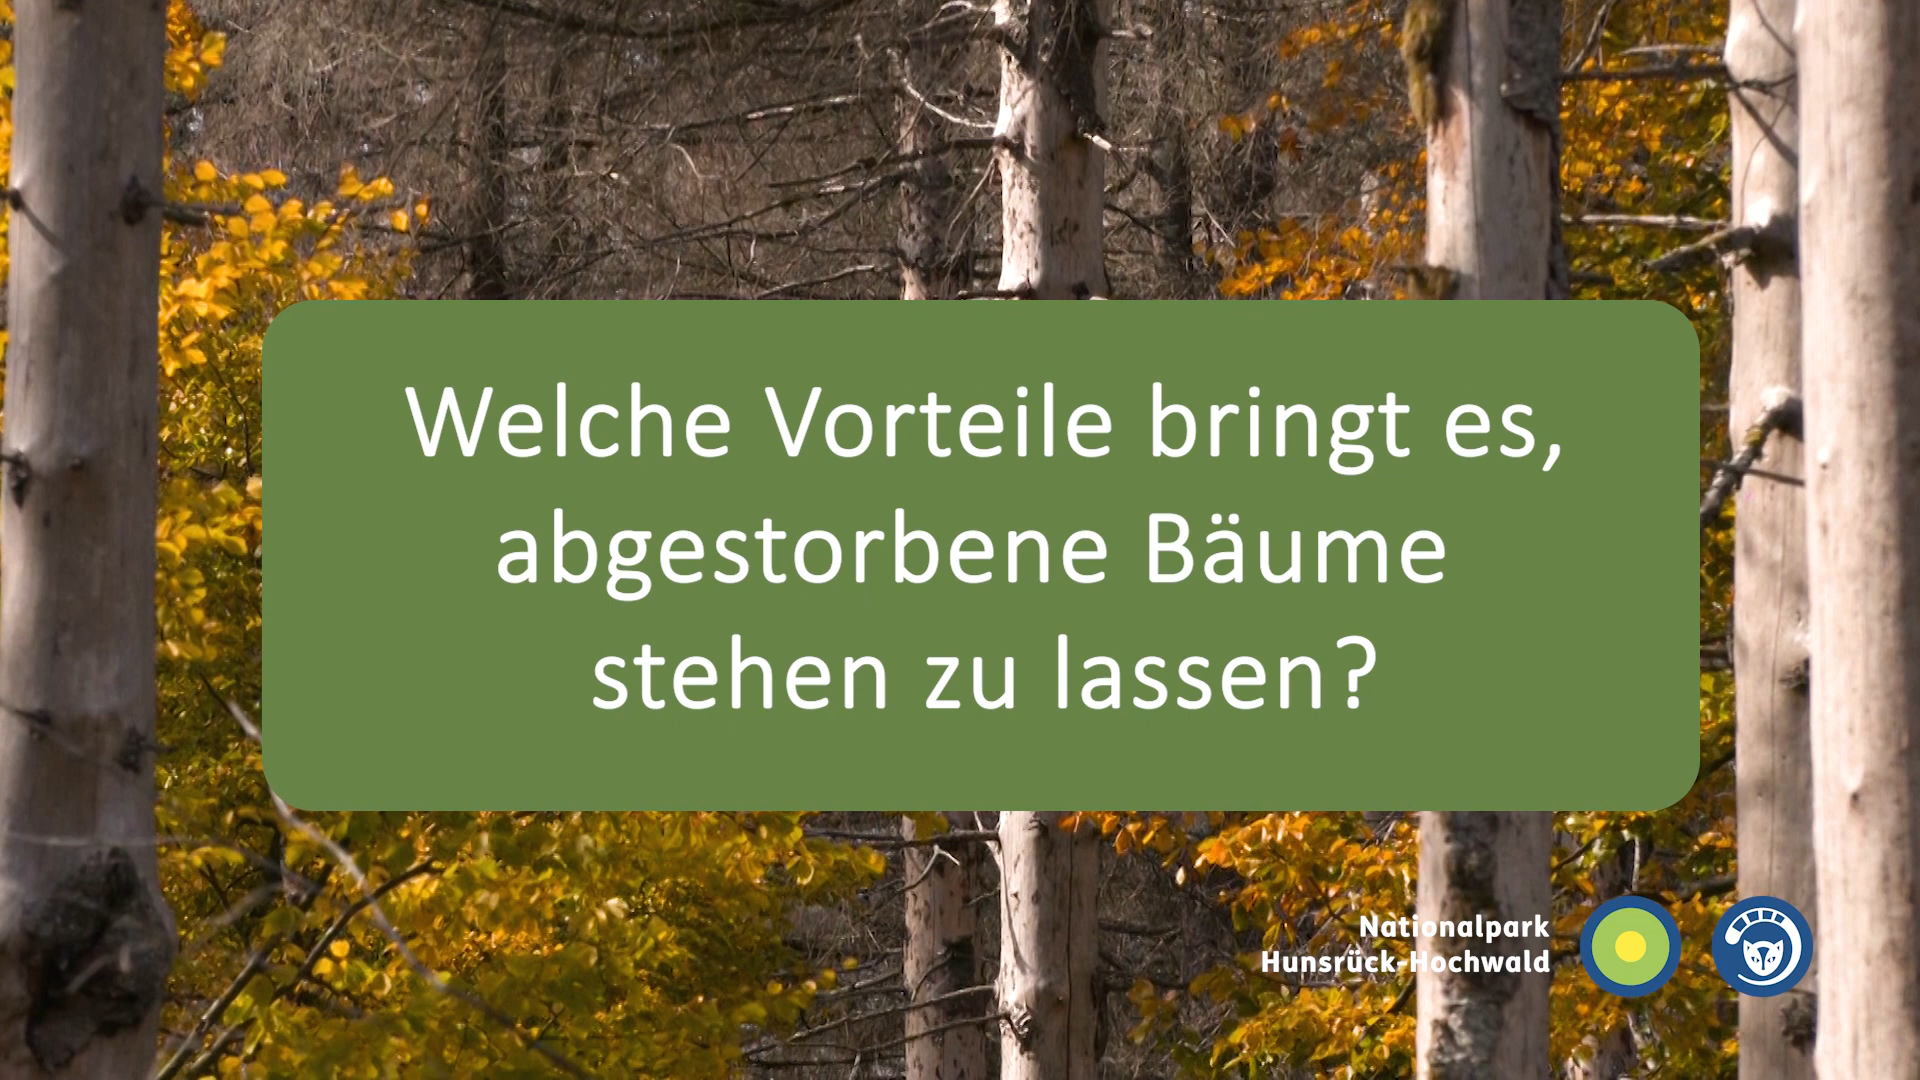 Welche Vorteile bringt es,
abgestorbene Bäume
stehen zu lassen?
Nationalpark
Hunsrück-Hochwald